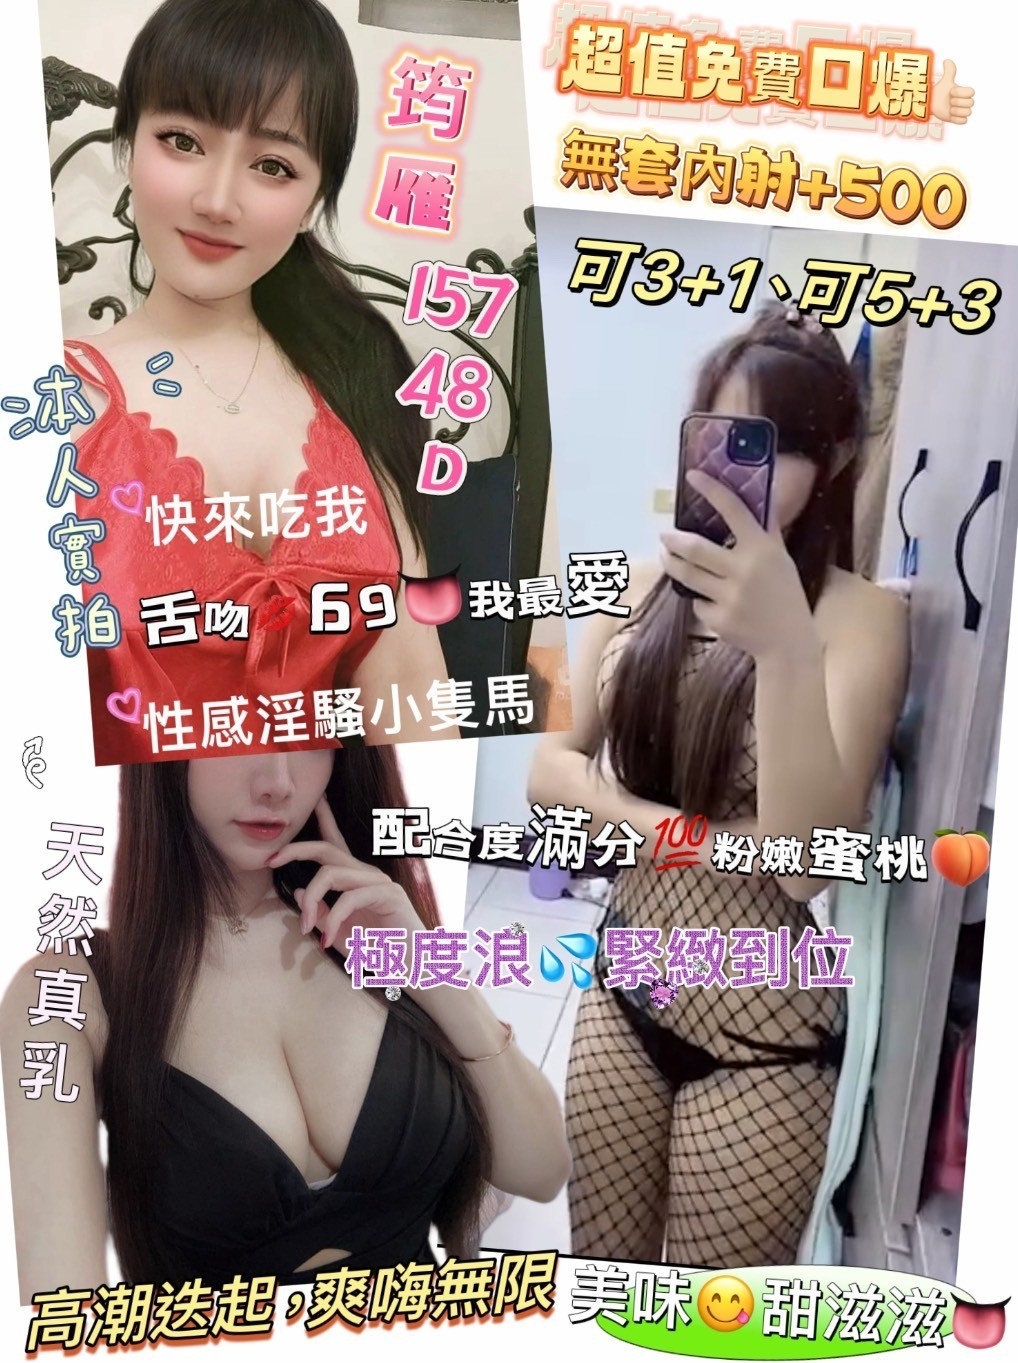 超值免費口爆
無套內射+500
可3+1、可5+3
筠雁
157
48
D
本人實拍
快來吃我
舌吻💋69👅我最愛
性感淫騷小隻馬
天然真乳
配合度滿分💯粉嫩蜜桃🍑
極度浪💦緊緻到位
高潮迭起,爽嗨無限
美味😋甜滋滋👅